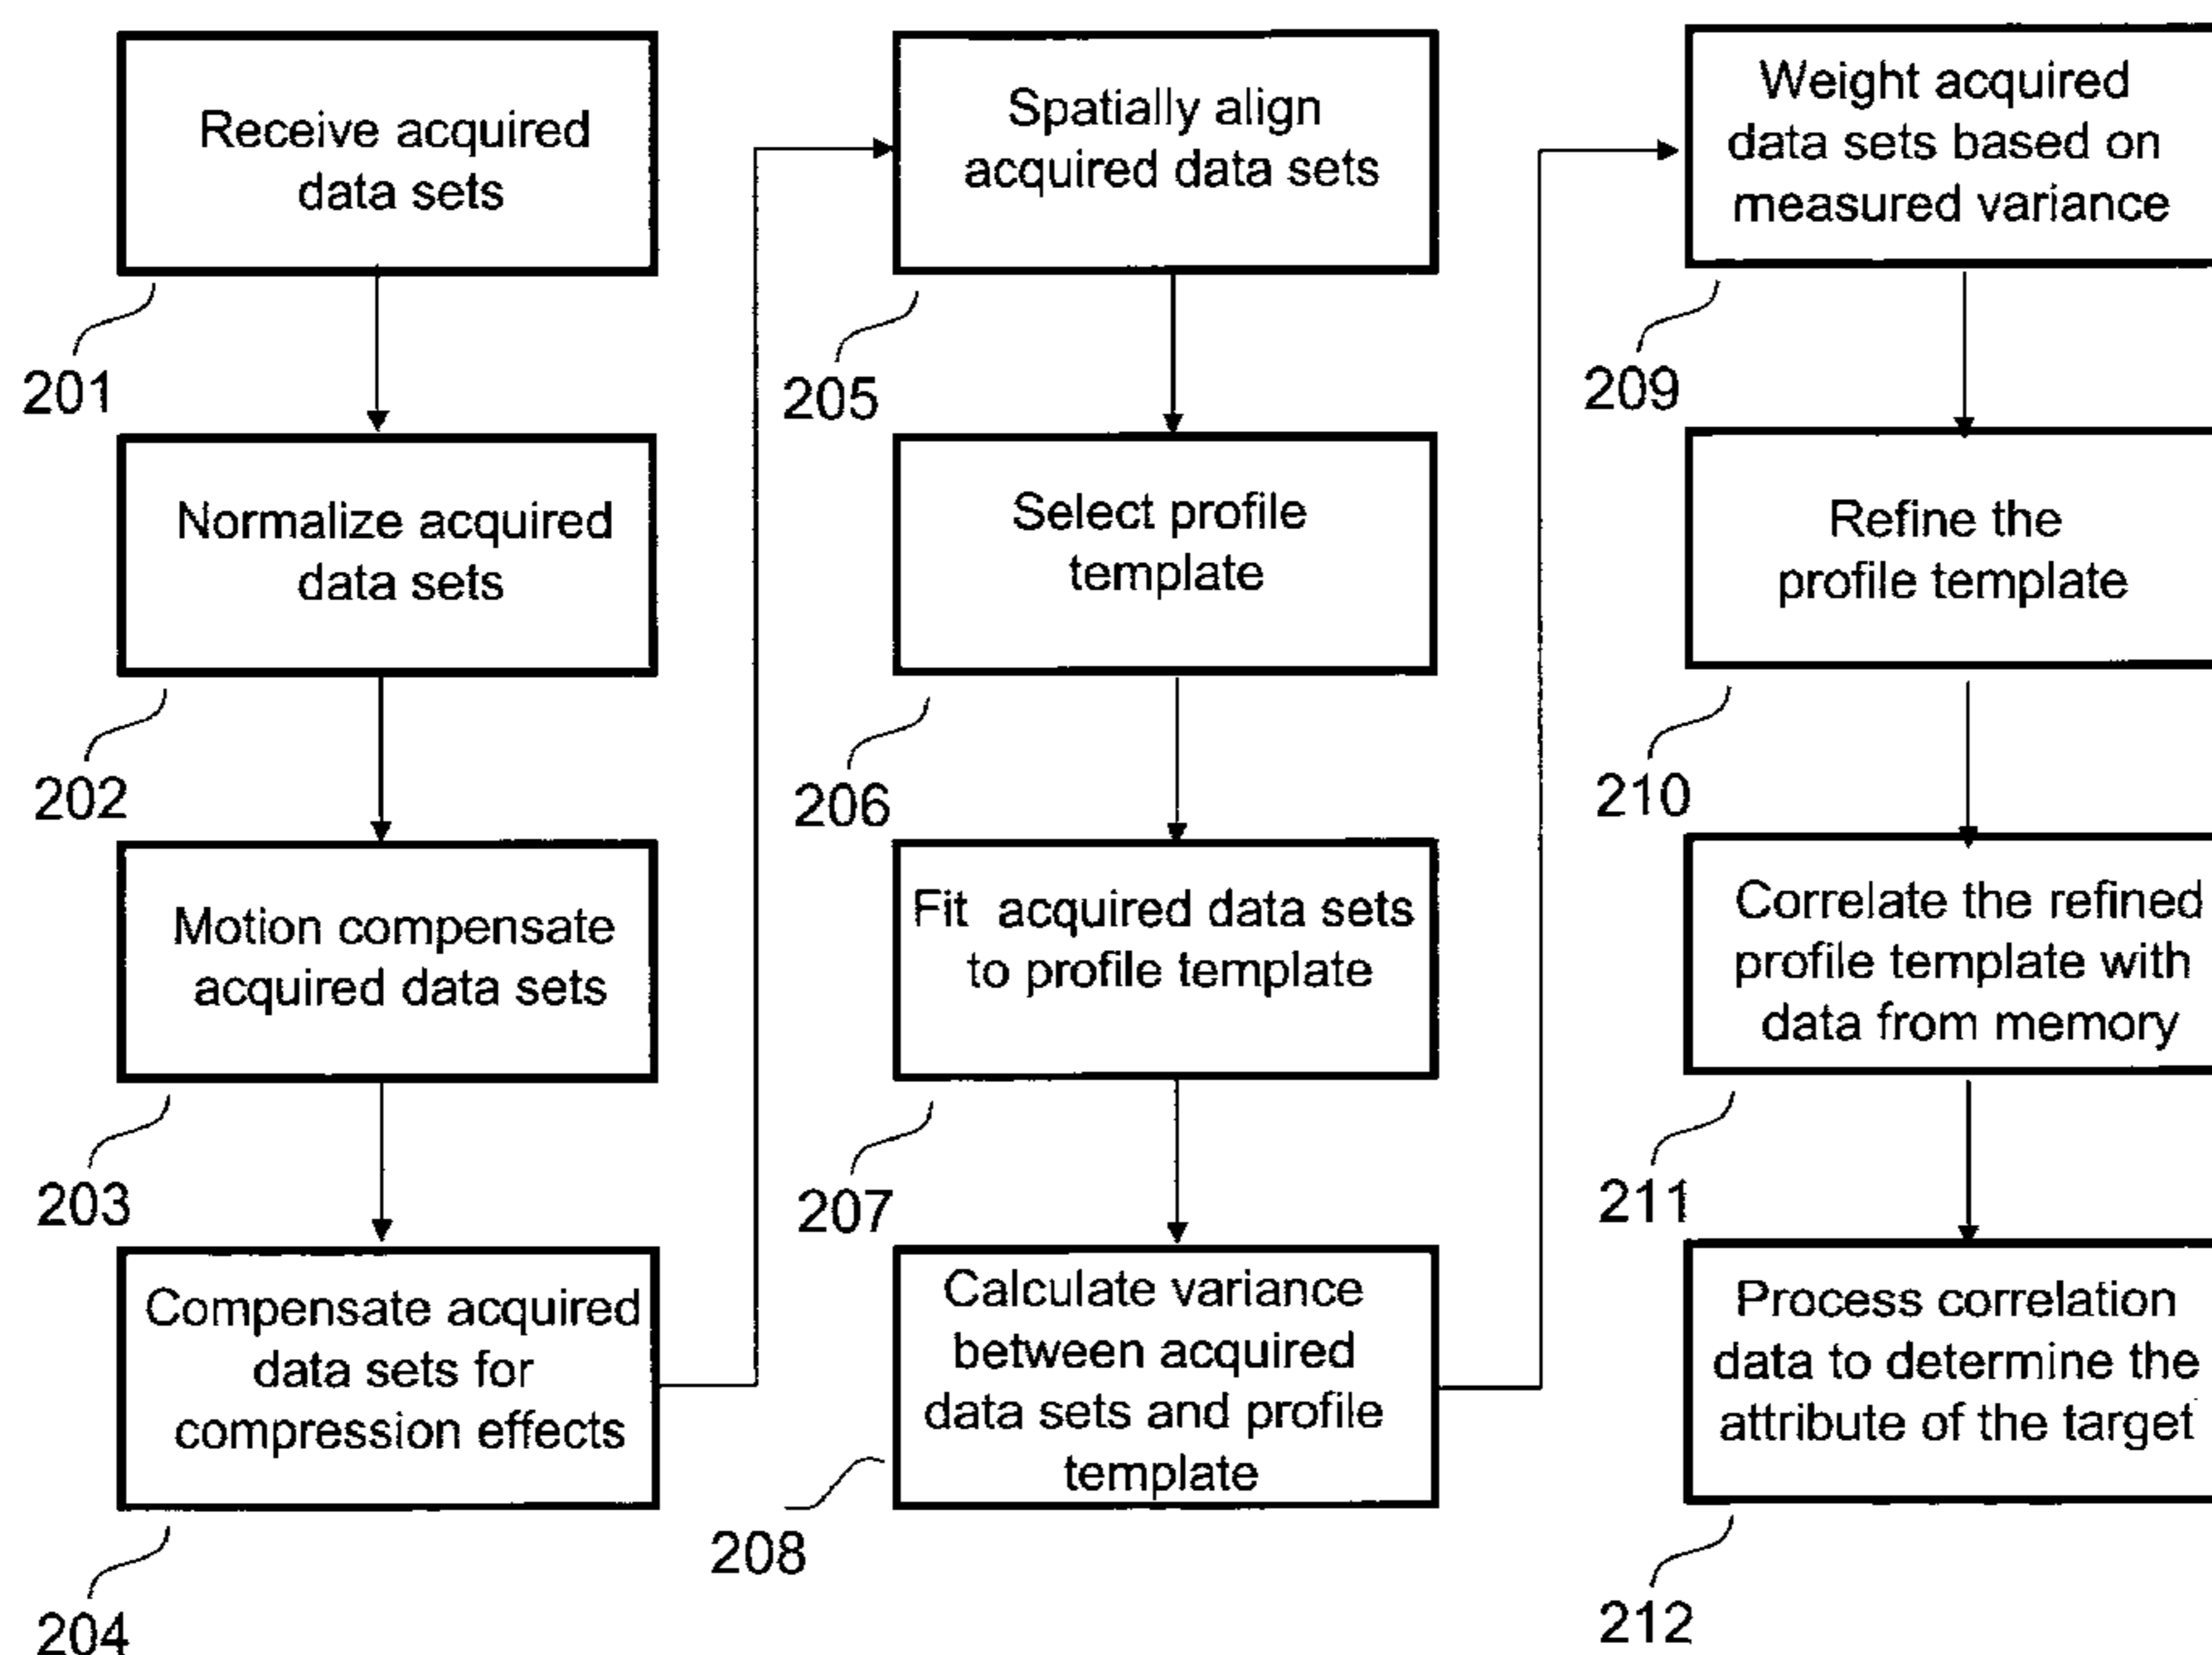 Receive acquired
data sets
201
Normalize acquired
data sets
202
Motion compensate
acquired data sets
203
Compensate acquired
data sets for
compression effects
204
Spatially align
acquired data sets
205
Select profile
template
206
Fit acquired data sets
to profile template
207
Calculate variance
between acquired
data sets and profile
template
208
Weight acquired
data sets based on
measured variance
209
Refine the
profile template
210
Correlate the refined
profile template with
data from memory
211
Process correlation
data to determine the
attribute of the target
212